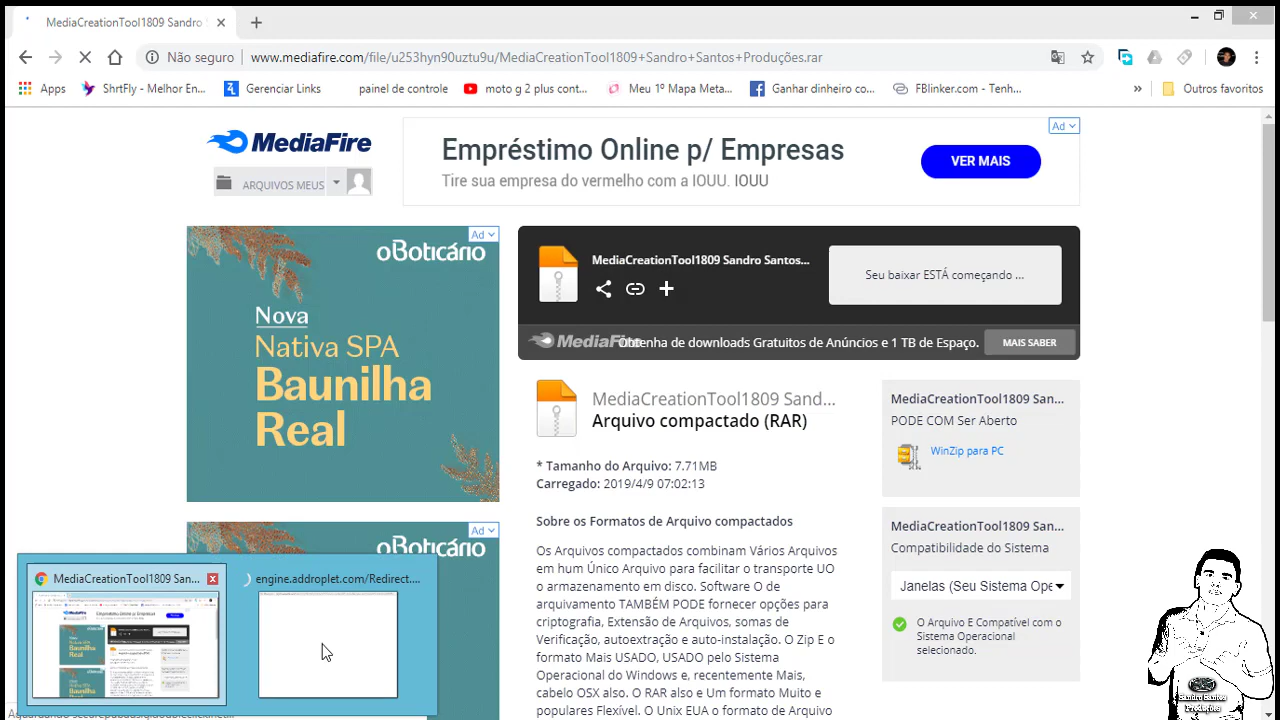 MediaCreationTool1809 Sandro
Não seguro
www.mediafire.com/file/u253hyn90uztu9u/MediaCreationTool1809+Sandro+Santos+Produções.rar
Apps
ShrtFly - Melhor En...
Gerenciar Links
painel de controle
moto g 2 plus cont...
Meu 1º Mapa Meta...
Ganhar dinheiro co...
FBlinker.com - Tenh...
»
Outros favoritos
MediaFire
ARQUIVOS MEUS
Empréstimo Online p/ Empresas
Tire sua empresa do vermelho com a IOUU. IOUU
VER MAIS
Ad
Ad
oBoticário
Nova
Nativa SPA
Baunilha
Real
MediaCreationTool1809 Sandro Santos...
Seu baixar ESTÁ começando ...
MediaFire
de downloads Gratuitos de Anúncios e 1 TB de Espaço.
MAIS SABER
MediaCreationTool1809 Sand...
Arquivo compactado (RAR)
* Tamanho do Arquivo: 7.71MB
Carregado: 2019/4/9 07:02:13
Sobre os Formatos de Arquivo compactados
Os Arquivos compactados combinam Vários Arquivos
em hum Único Arquivo para facilitar o transporte UO
o armazenamento em disco. Software O de
arquivamento TAMBÉM PODE fornecer opções para
criptografia, Extensão de Arquivos, somas de
verificação, autoextração e auto-instalação. Zip E o
formato Mais USADO, USADO pelo sistema
Operacional do Windows e, recentemente Mais,
cabelo OSX also. O RAR also e Um formato Muito e
populares Flexível. O Unix EUA o formato de Arquivo
MediaCreationTool1809 San...
PODE COM Ser Aberto
WinZip para PC
MediaCreationTool1809 San...
Compatibilidade do Sistema
anelas (Seu Sistema Ope
O Arquivo E Compatível com o
Sistema Operacional
selecionado.
Ad
oBoticário
MediaCreationTool1809 San...
engine.addroplet.com/Redirect....
Sandro Santos
Produções